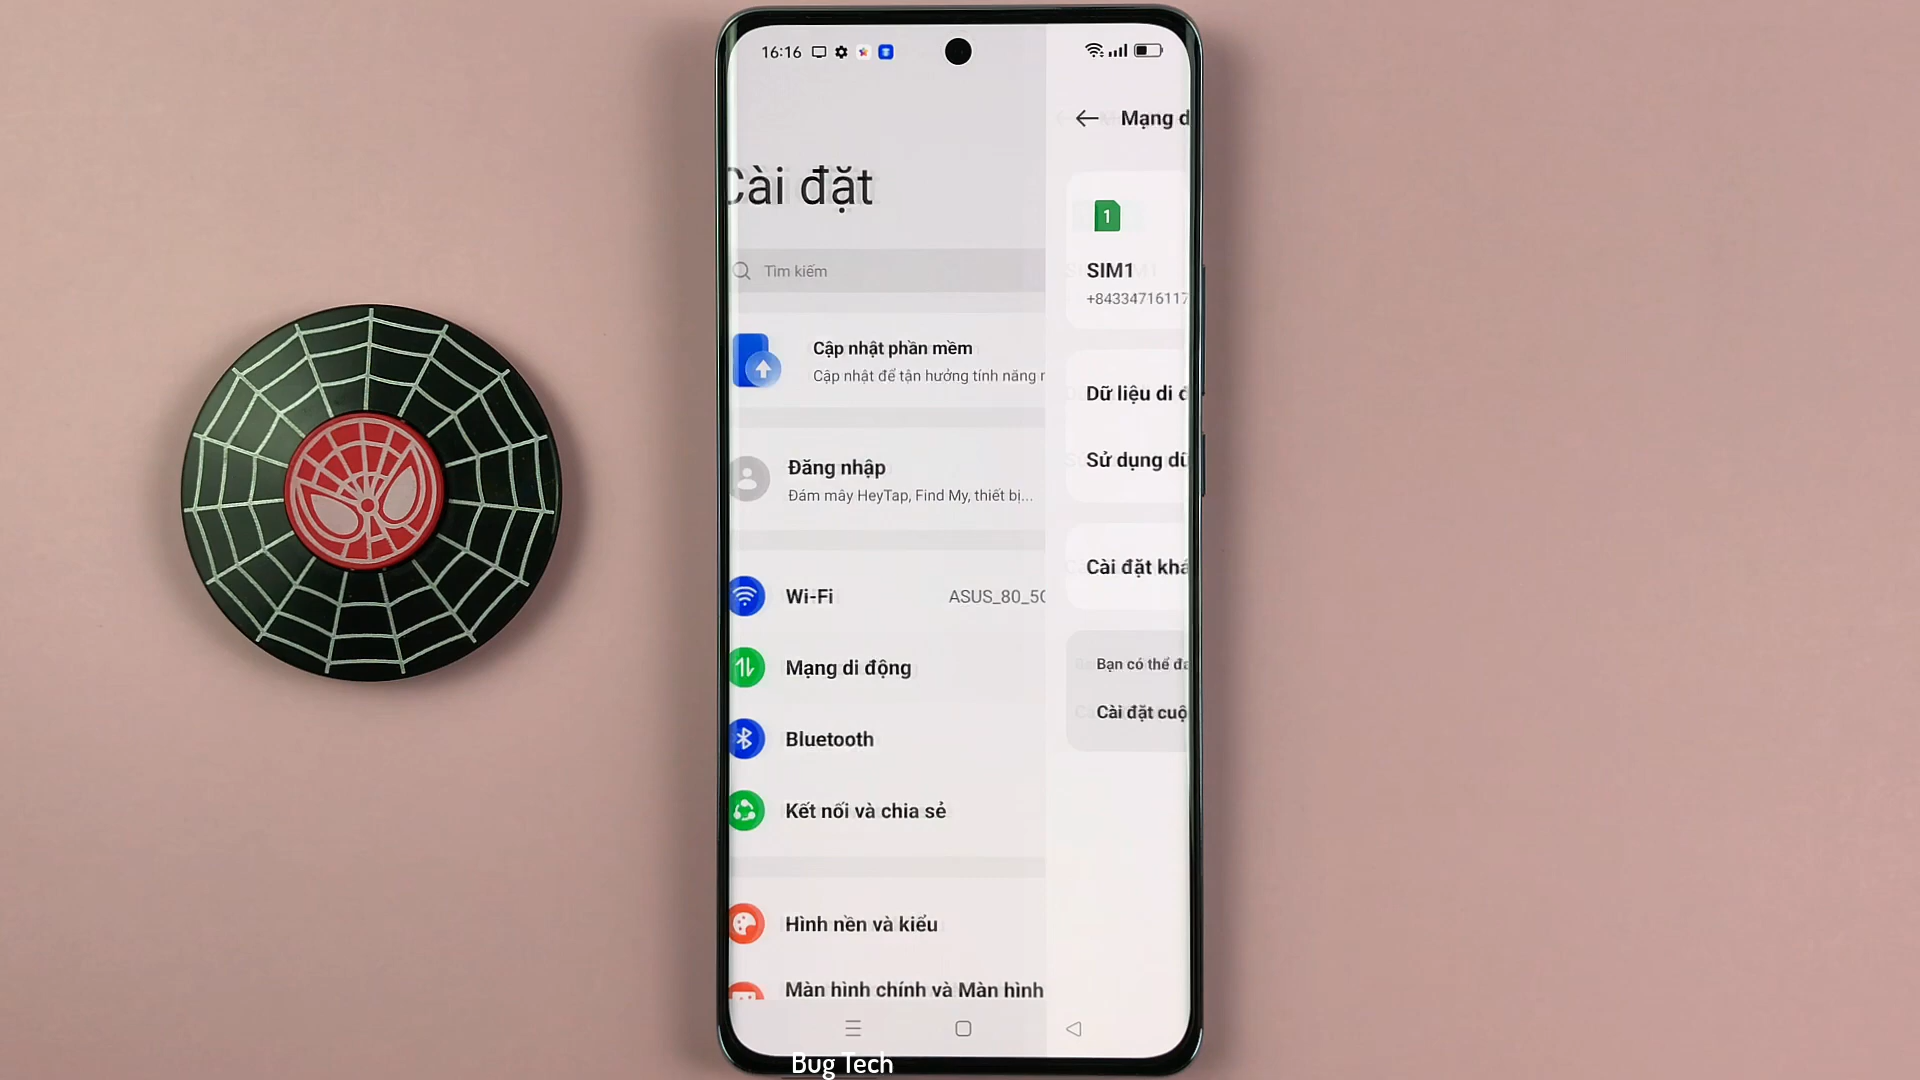 16:16
Cài đặt
Tìm kiếm
Cập nhật phần mềm
Cập nhật để tận hưởng tính năng
Đăng nhập
Đám mây HeyTap, Find My, thiết bị...
Wi-Fi
ASUS_80_5G
Mạng di động
Bluetooth
Kết nối và chia sẻ
Hình nền và kiểu
Màn hình chính và Màn hình
Mạng d
1
SIM1
+84334716117
Dữ liệu di đ
Sử dụng dữ
Cài đặt khá
Bạn có thể đa
Cài đặt cuộ
Bug Tech